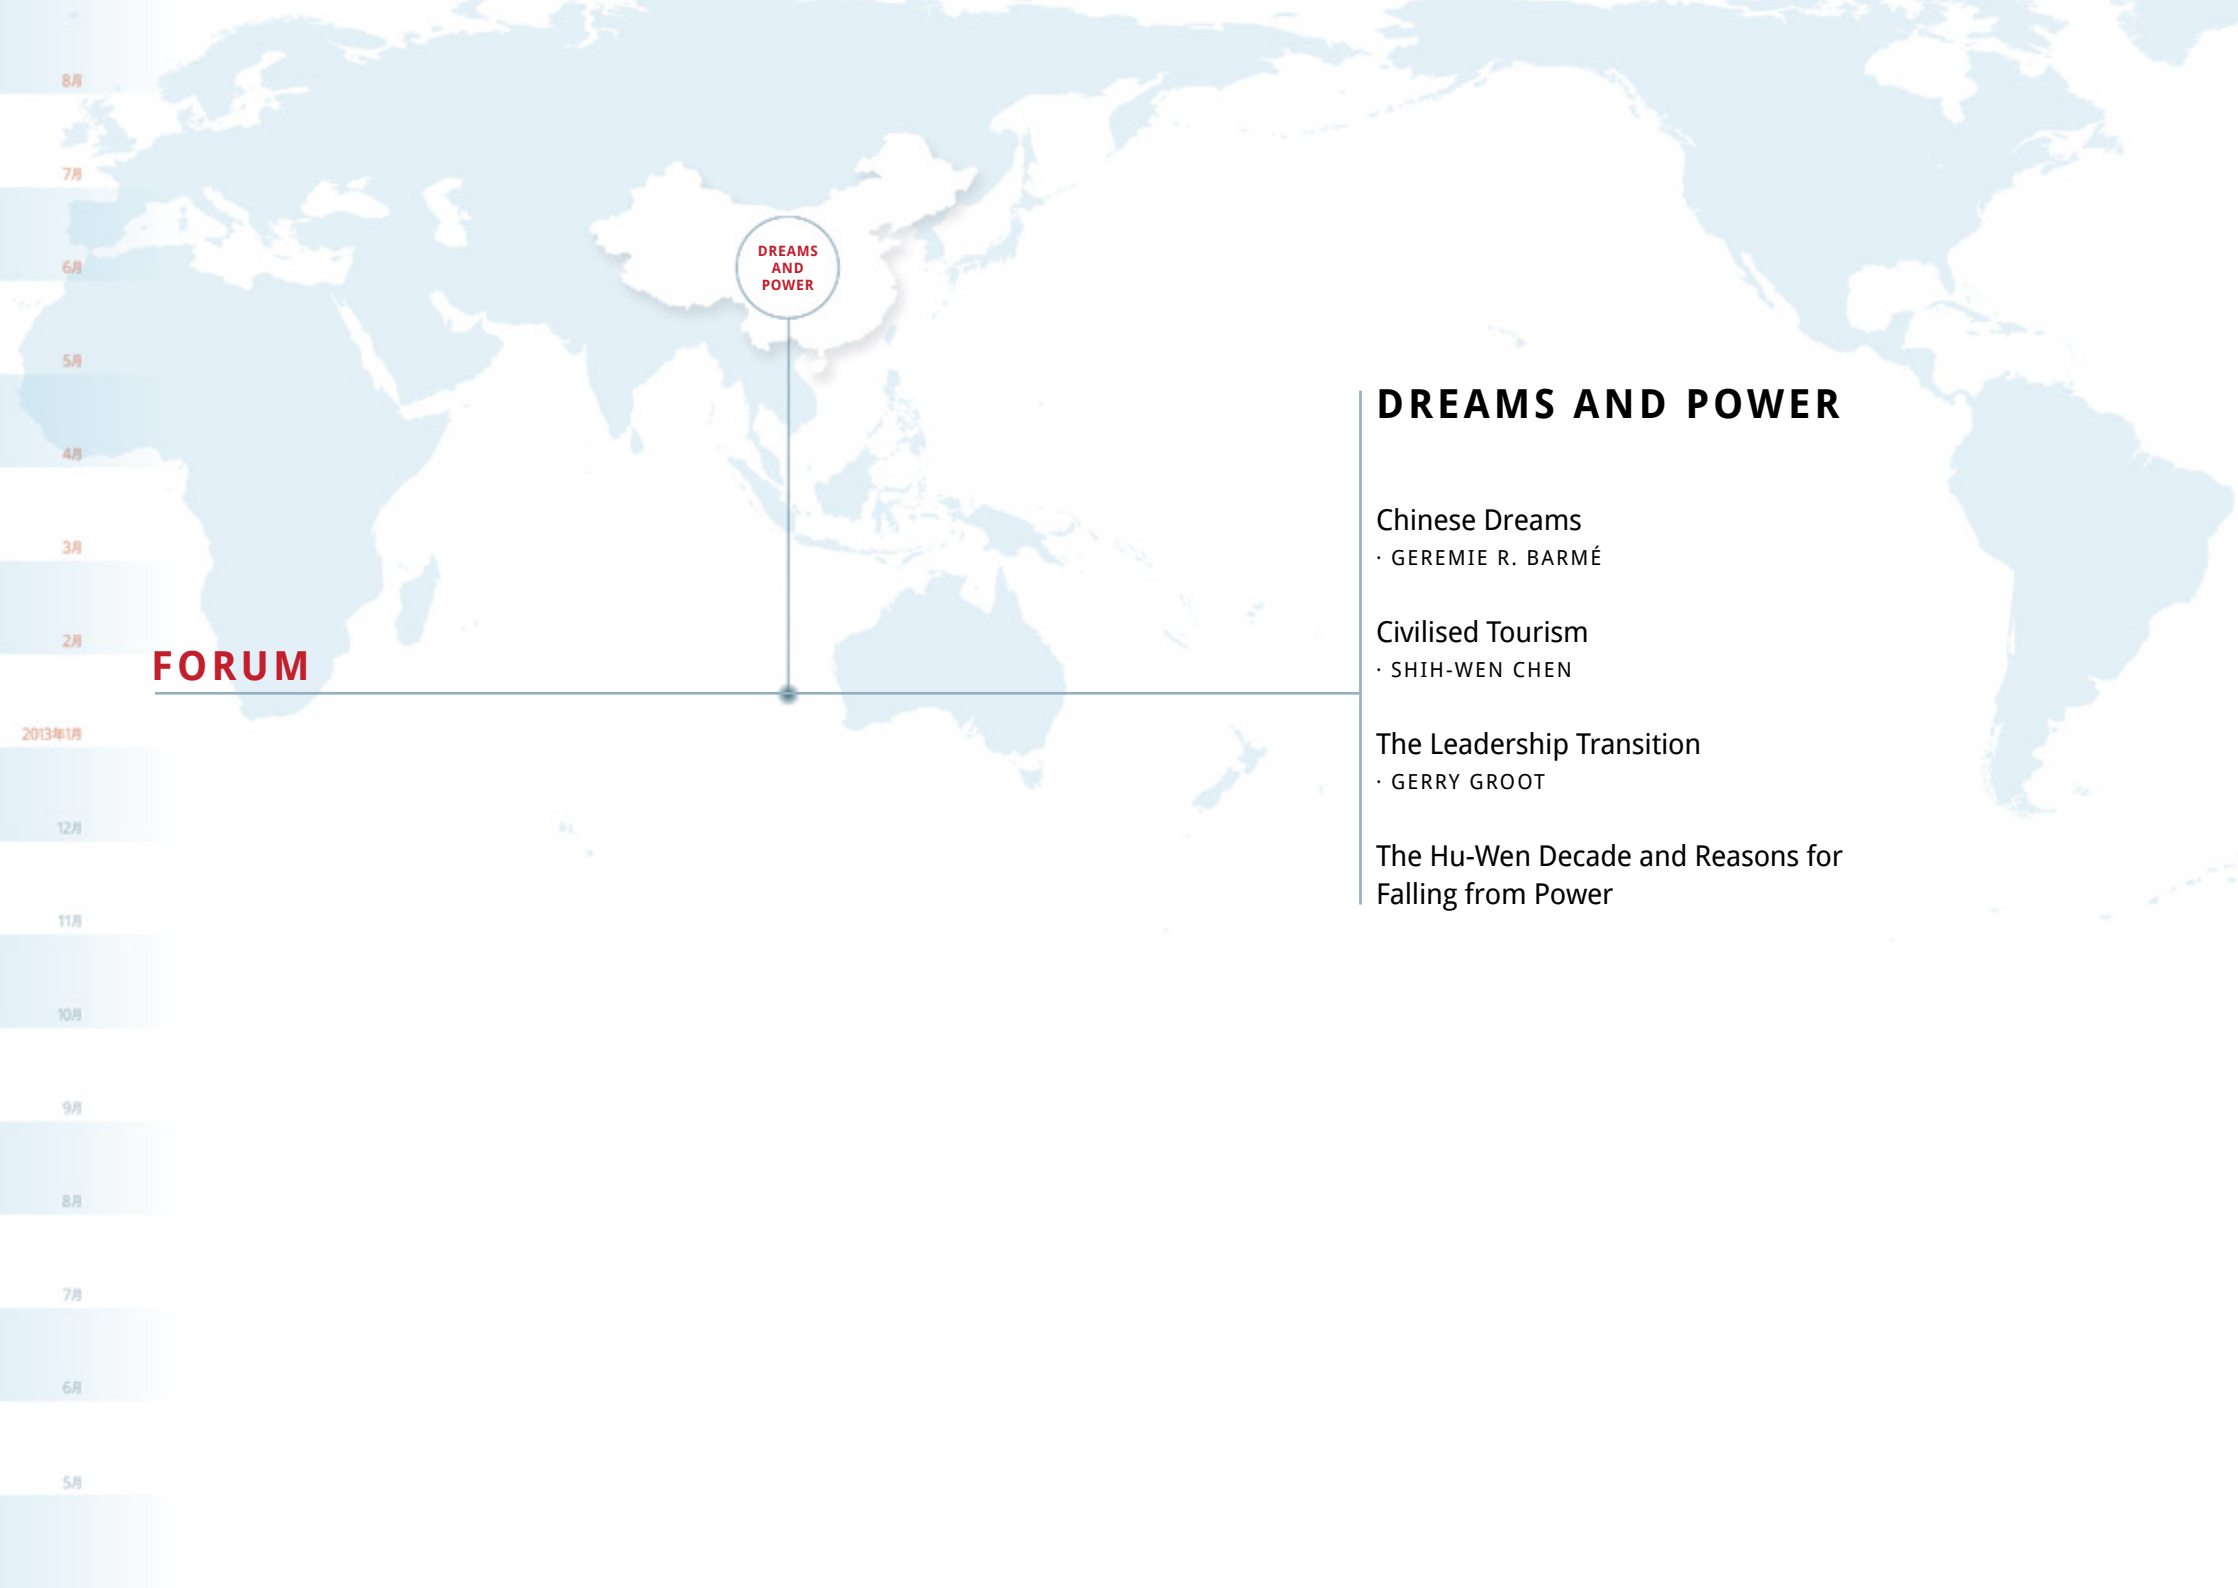 8月
7月
6月
5月
4月
3月
2月
2013年1月
12月
11月
10月
9月
8月
7月
6月
5月
DREAMS
AND
POWER
FORUM
DREAMS AND POWER
Chinese Dreams
· GEREMIE R. BARMÉ
Civilised Tourism
· SHIH-WEN CHEN
The Leadership Transition
· GERRY GROOT
The Hu-Wen Decade and Reasons for
Falling from Power